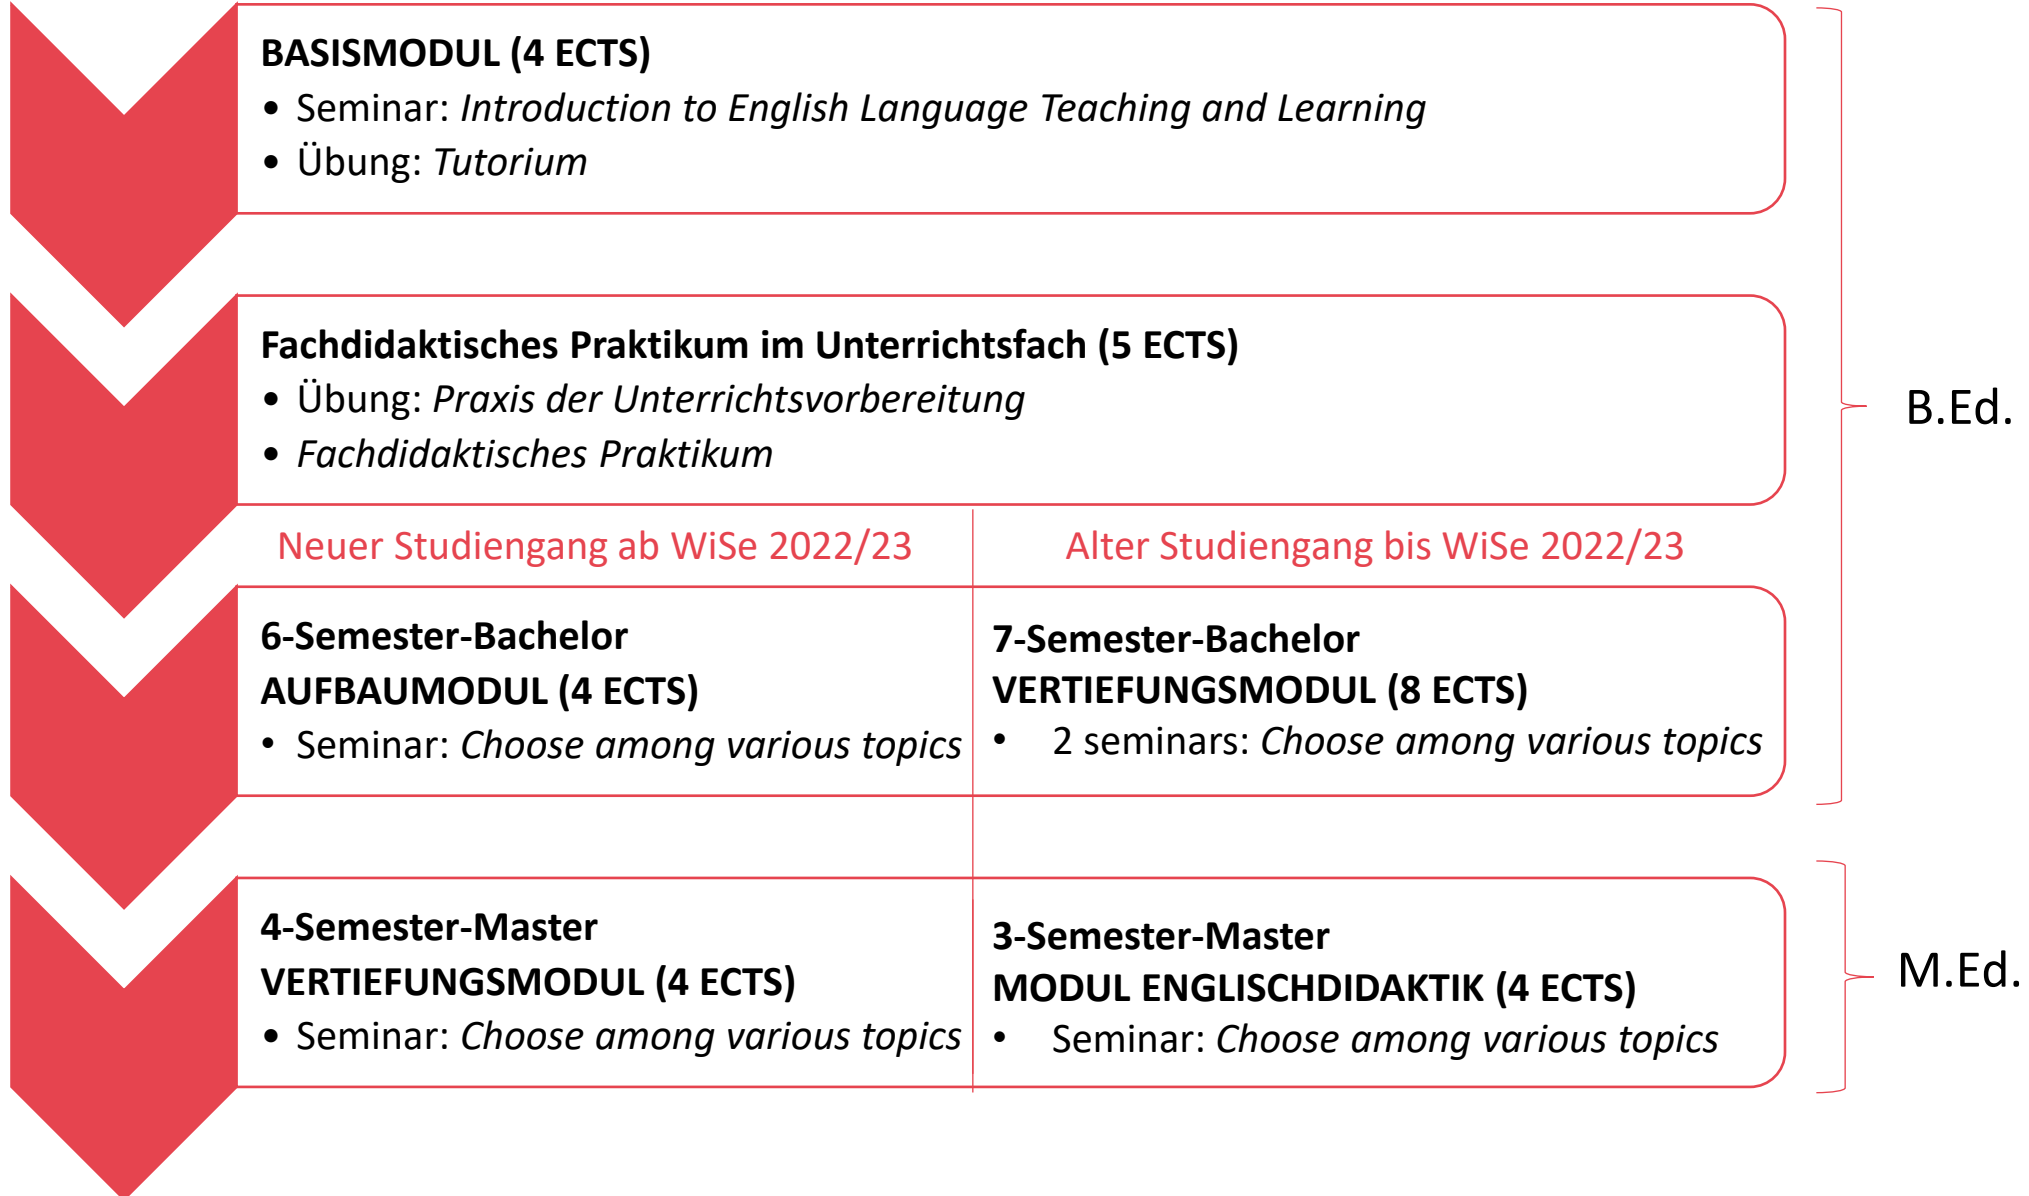 BASISMODUL (4 ECTS)
• Seminar: Introduction to English Language Teaching and Learning
• Übung: Tutorium
Fachdidaktisches Praktikum im Unterrichtsfach (5 ECTS)
• Übung: Praxis der Unterrichtsvorbereitung
• Fachdidaktisches Praktikum
B.Ed.
Neuer Studiengang ab WiSe 2022/23
Alter Studiengang bis WiSe 2022/23
6-Semester-Bachelor
AUFBAUMODUL (4 ECTS)
• Seminar: Choose among various topics
7-Semester-Bachelor
VERTIEFUNGSMODUL (8 ECTS)
• 2 seminars: Choose among various topics
4-Semester-Master
VERTIEFUNGSMODUL (4 ECTS)
• Seminar: Choose among various topics
3-Semester-Master
MODUL ENGLISCHDIDAKTIK (4 ECTS)
• Seminar: Choose among various topics
M.Ed.